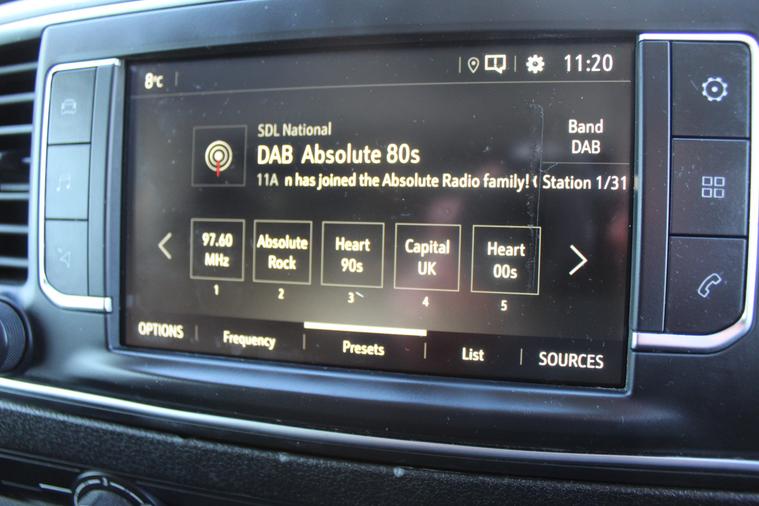 8°C
11:20
SDL National
DAB Absolute 80s
11A n has joined the Absolute Radio family!
Band
DAB
Station 1/31
97.60
MHz
Absolute
Rock
Heart
90s
Capital
UK
Heart
00s
1
2
3
4
5
OPTIONS
Frequency
Presets
List
SOURCES